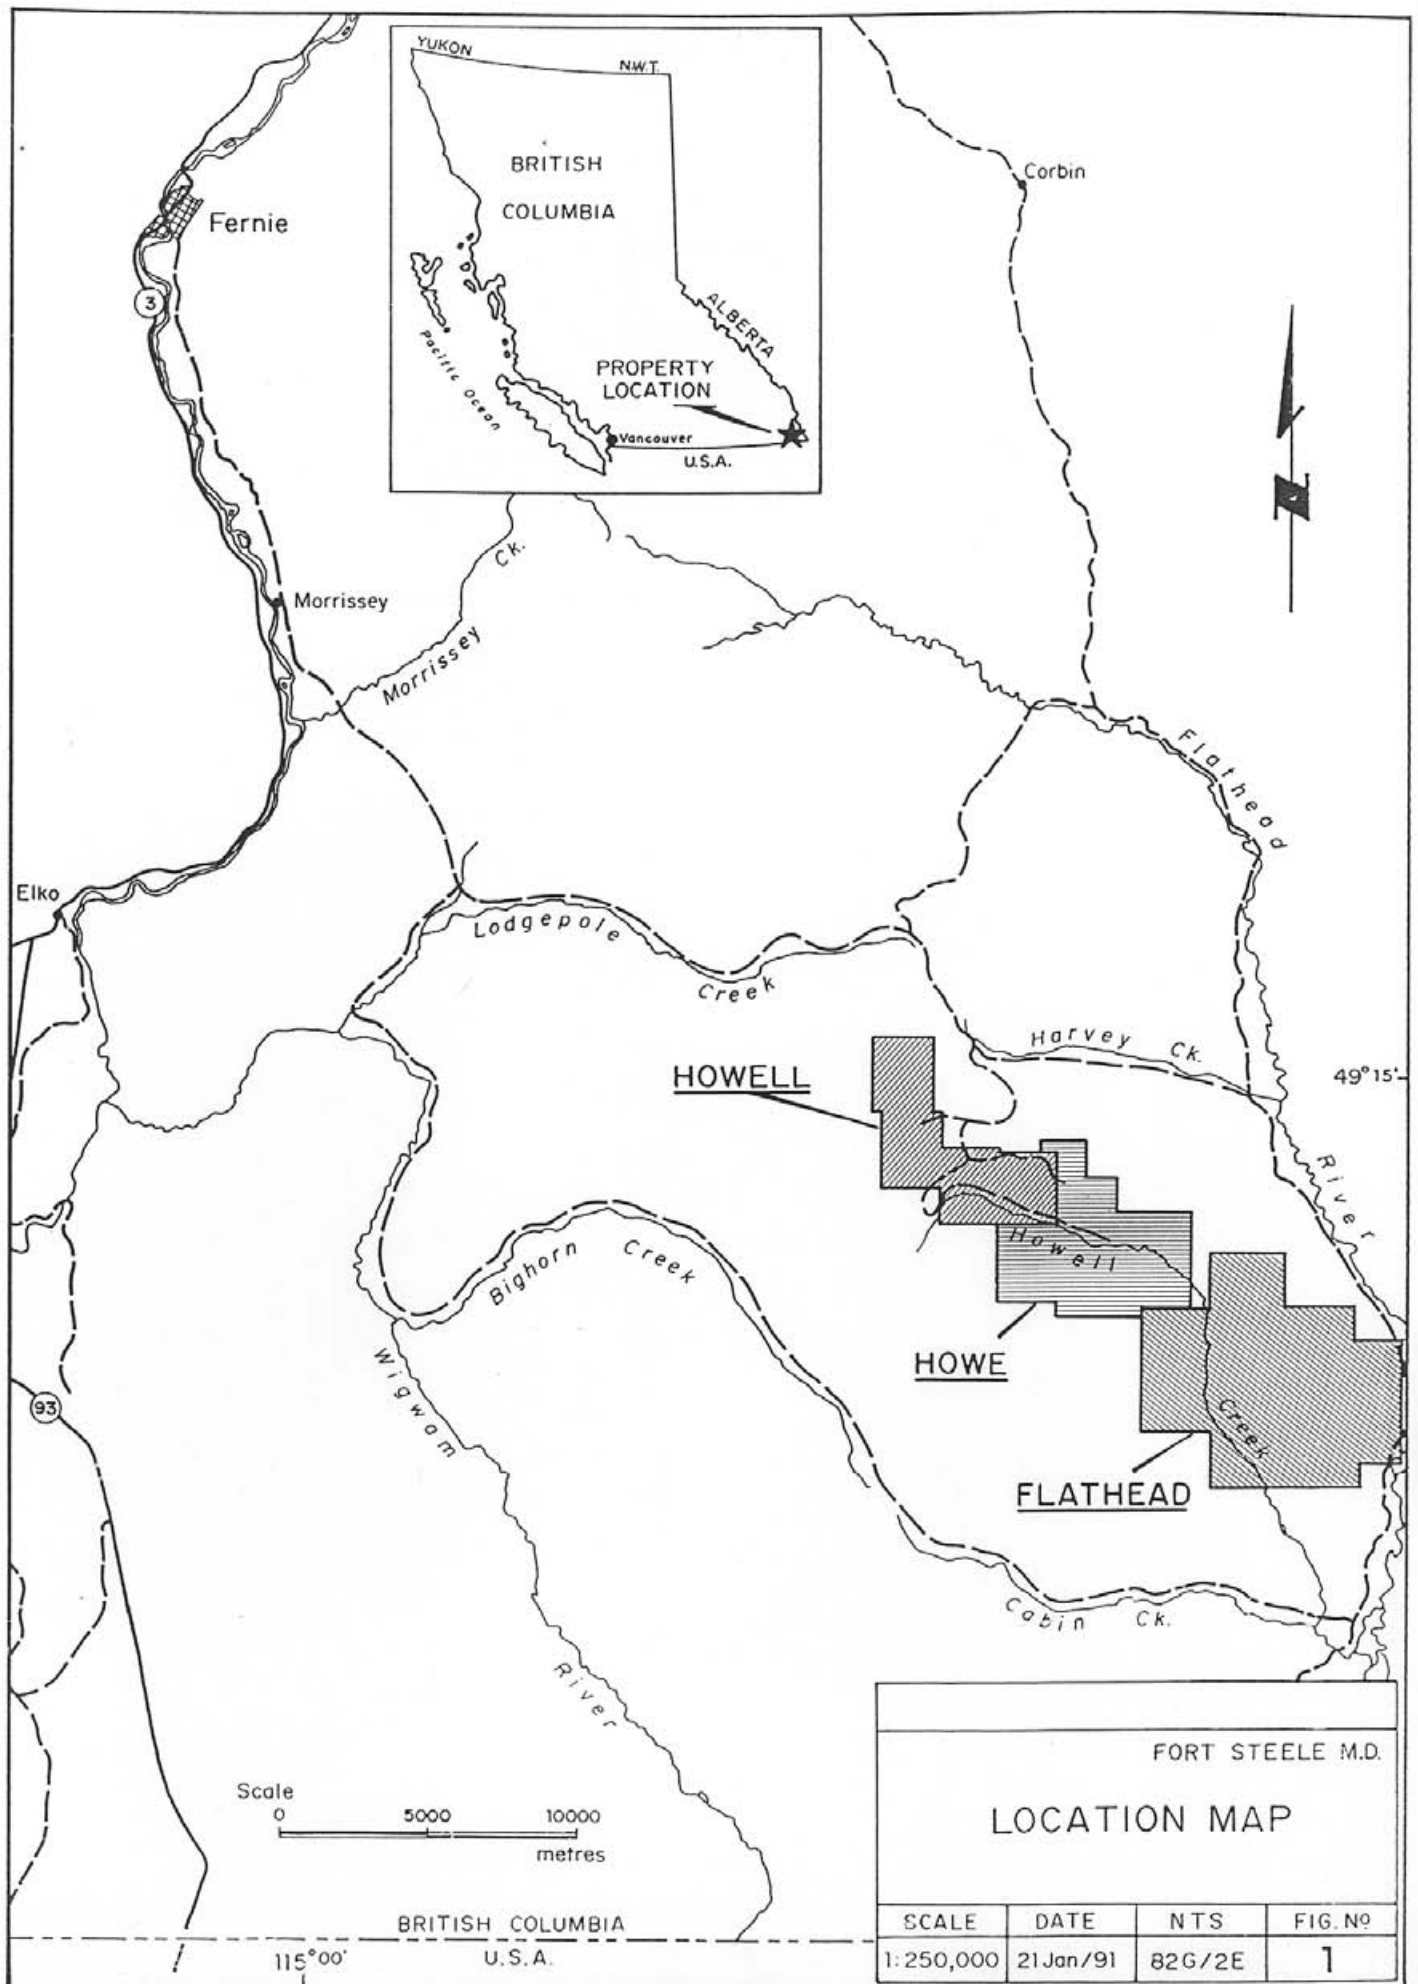 YUKON
N.W.T.
BRITISH
COLUMBIA
ALBERTA
Pacific Ocean
PROPERTY
LOCATION
Vancouver
U.S.A.
Corbin
Fernie
3
Morrissey
Morrissey Ck.
Flathead River
Elko
Lodgepole Creek
Harvey Ck.
49°15'
HOWELL
Howell Creek
Bighorn Creek
HOWE
Wigwam River
93
FLATHEAD
Cabin Ck.
Scale
0 5000 10000
metres
BRITISH COLUMBIA
U.S.A.
115°00'
FORT STEELE M.D.
LOCATION MAP
SCALE DATE NTS FIG. Nº
1:250,000 21Jan/91 82G/2E 1